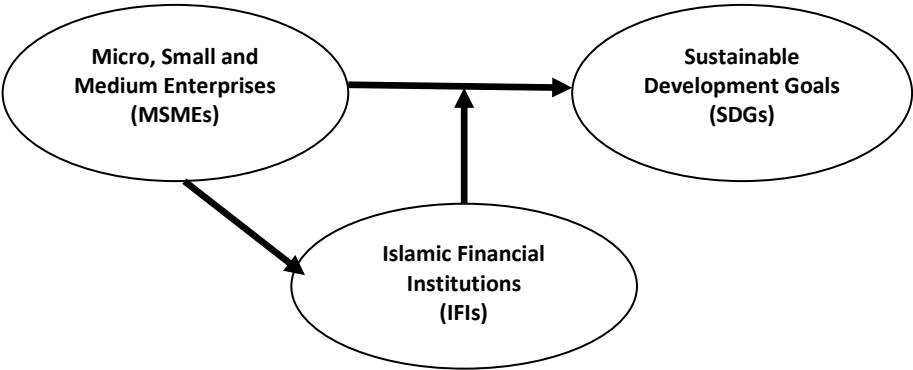 Micro, Small and
Medium Enterprises
(MSMEs)
Sustainable
Development Goals
(SDGs)
Islamic Financial
Institutions
(IFIs)